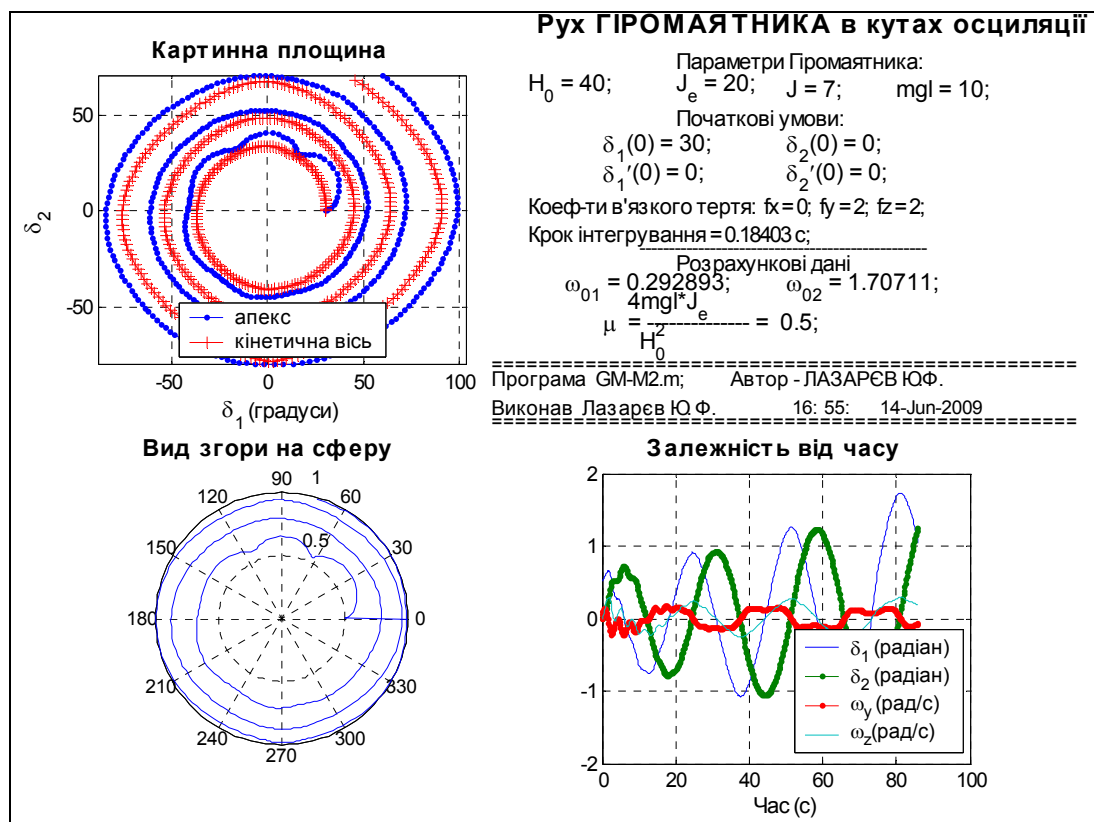 Рух ГІРОМАЯТНИКА в кутах осциляції
Картинна площина
50
0
-50
-50
0
50
100
δ₂
δ₁ (градуси)
апекс
кінетична вісь
Параметри Гіромаятника:
H₀ = 40; Jₑ = 20; J = 7; mgl = 10;
Початкові умови:
δ₁(0) = 30; δ₂(0) = 0;
δ₁'(0) = 0; δ₂'(0) = 0;
Коеф-ти в'язкого тертя: fx=0; fy=2; fz=2;
Крок інтегрування=0.18403 с;
Розрахункові дані
ω₀₁ = 0.292893; ω₀₂ = 1.70711;
4mgl*Jₑ
μ =--------------- = 0.5;
H₀²
Програма GM-M2.m; Автор - ЛАЗАРЄВ Ю.Ф.
Виконав Лазарєв Ю. Ф. 16: 55: 14-Jun-2009
Вид згори на сферу
90
1
120
60
0.5
150
30
180
0
210
330
240
300
270
Залежність від часу
2
1
0
-1
-2
0
20
40
60
80
100
Час (с)
δ₁ (радіан)
δ₂ (радіан)
ω_y (рад/с)
ω_z(рад/с)